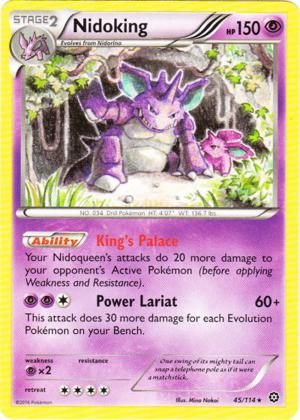 STAGE2
Nidoking
HP150
Evolves from Nidorino
NO. 034 Drill Pokémon HT: 4'07" WT: 136.7 lbs
Ability King's Palace
Your Nidoqueen's attacks do 20 more damage to
your opponent's Active Pokémon (before applying
Weakness and Resistance).
Power Lariat 60+
This attack does 30 more damage for each Evolution
Pokémon on your Bench.
weakness
resistance
×2
retreat
One swing of its mighty tail can
snap a telephone pole as if it were
a matchstick.
©2016 Pokémon
Illus. Mina Nakai
45/114★